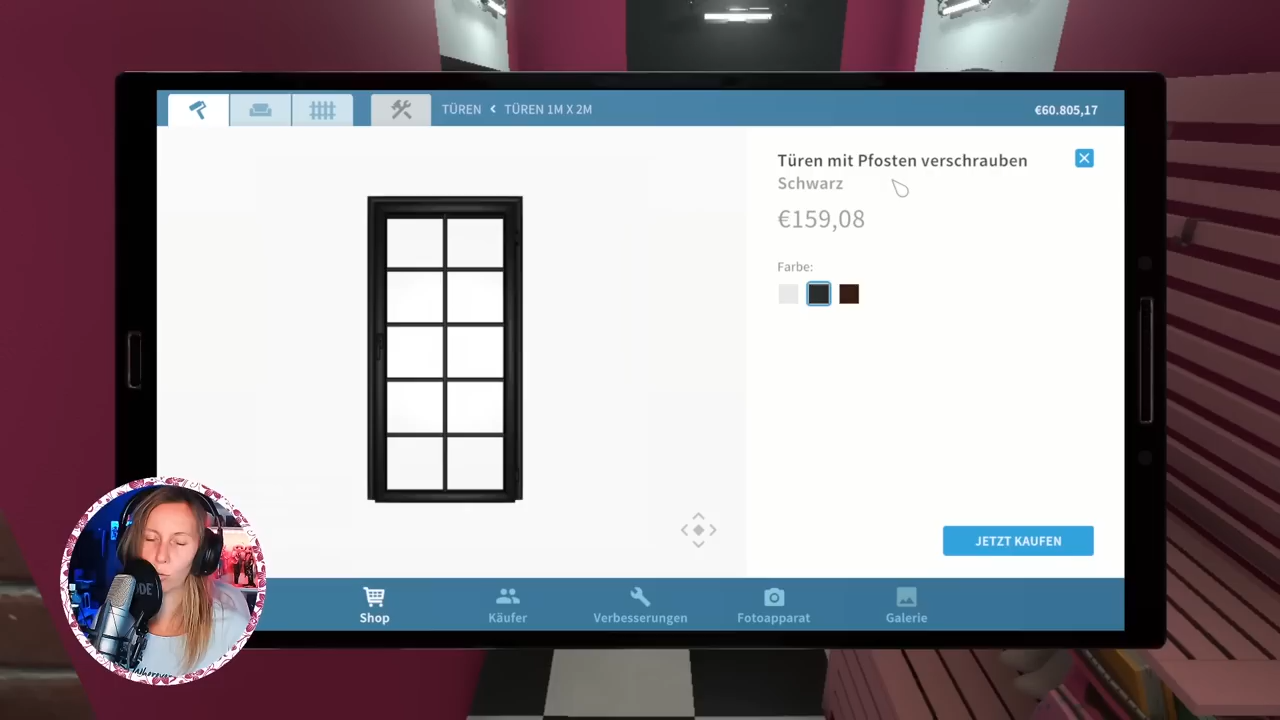 TÜREN < TÜREN 1M X 2M
€60.805,17
Türen mit Pfosten verschrauben
Schwarz
€159,08
Farbe:
JETZT KAUFEN
Shop
Käufer
Verbesserungen
Fotoapparat
Galerie